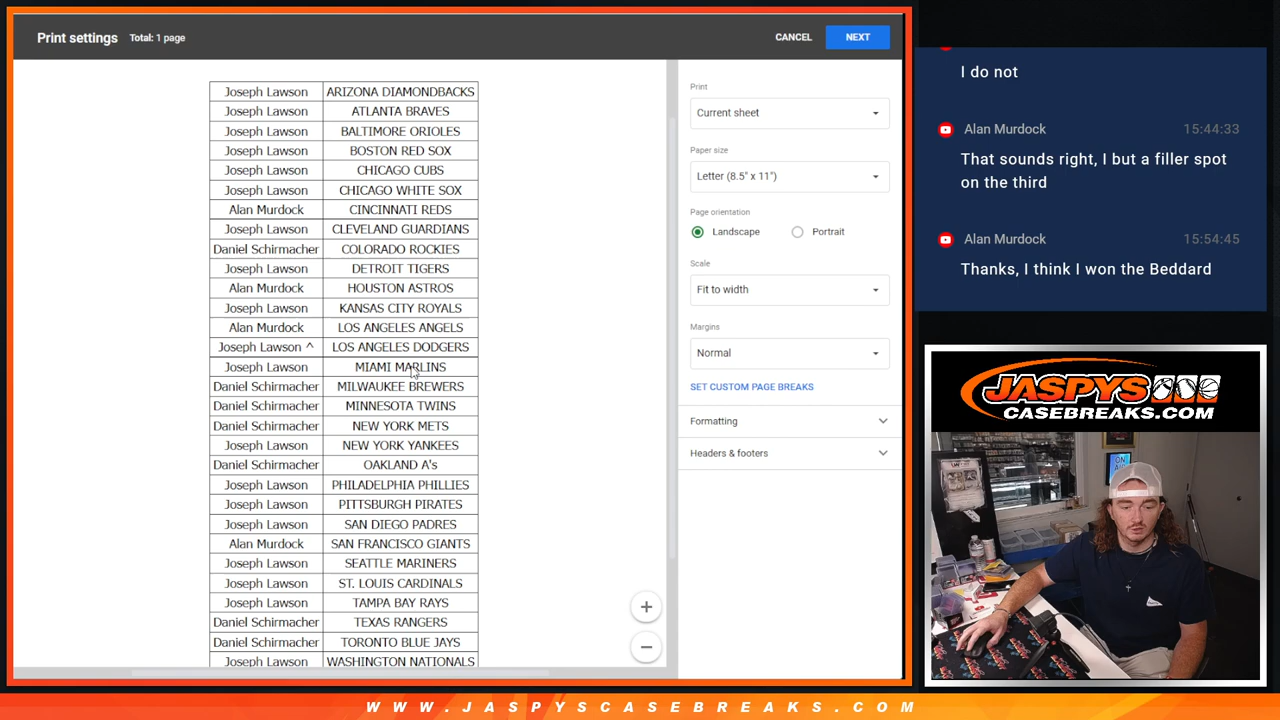 Print settings Total: 1 page CANCEL NEXT
Joseph Lawson ARIZONA DIAMONDBACKS
Joseph Lawson ATLANTA BRAVES
Joseph Lawson BALTIMORE ORIOLES
Joseph Lawson BOSTON RED SOX
Joseph Lawson CHICAGO CUBS
Joseph Lawson CHICAGO WHITE SOX
Alan Murdock CINCINNATI REDS
Joseph Lawson CLEVELAND GUARDIANS
Daniel Schirmacher COLORADO ROCKIES
Joseph Lawson DETROIT TIGERS
Alan Murdock HOUSTON ASTROS
Joseph Lawson KANSAS CITY ROYALS
Alan Murdock LOS ANGELES ANGELS
Joseph Lawson ^ LOS ANGELES DODGERS
Joseph Lawson MIAMI MARLINS
Daniel Schirmacher MILWAUKEE BREWERS
Daniel Schirmacher MINNESOTA TWINS
Daniel Schirmacher NEW YORK METS
Joseph Lawson NEW YORK YANKEES
Daniel Schirmacher OAKLAND A's
Joseph Lawson PHILADELPHIA PHILLIES
Joseph Lawson PITTSBURGH PIRATES
Joseph Lawson SAN DIEGO PADRES
Alan Murdock SAN FRANCISCO GIANTS
Joseph Lawson SEATTLE MARINERS
Joseph Lawson ST. LOUIS CARDINALS
Joseph Lawson TAMPA BAY RAYS
Daniel Schirmacher TEXAS RANGERS
Daniel Schirmacher TORONTO BLUE JAYS
Joseph Lawson WASHINGTON NATIONALS
Print
Current sheet
Paper size
Letter (8.5" x 11")
Page orientation
Landscape Portrait
Scale
Fit to width
Margins
Normal
SET CUSTOM PAGE BREAKS
Formatting
Headers & footers
I do not
Alan Murdock 15:44:33
That sounds right, I but a filler spot
on the third
Alan Murdock 15:54:45
Thanks, I think I won the Beddard
JASPYS
CASEBREAKS.COM
ON
WWW.JASPYSCASEBREAKS.COM